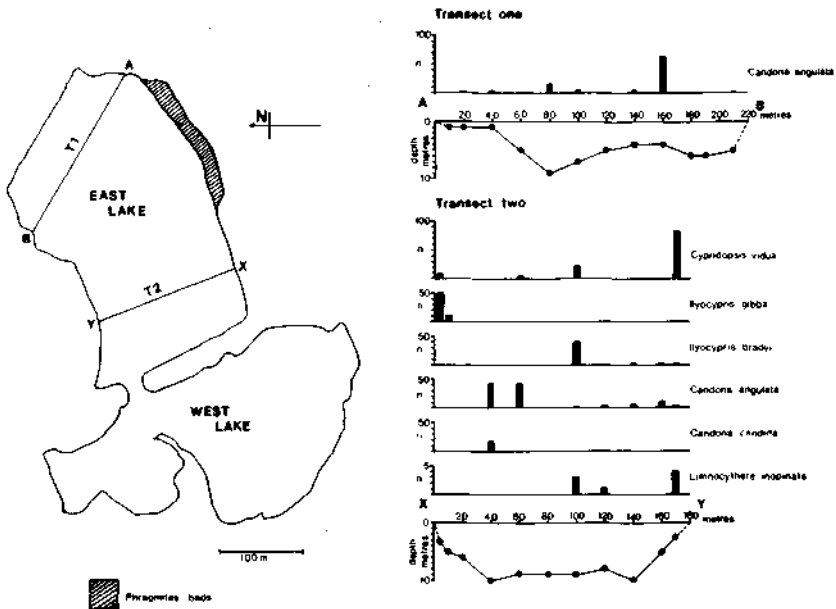 A
T1
N
EAST
LAKE
B
X
T2
Y
WEST
LAKE
100m
Phragmites beds
Transect one
100
n
0
Candona angulata
A
B
20 40 60 80 100 120 140 160 180 200 220 metres
0
depth
metres
10
Transect two
100
n
Cypridopsis vidua
50
n
Ilyocypris gibba
50
n
Ilyocypris bradyi
50
n
Candona angulata
50
n
Candona candida
5
n
Limnocythere inopinata
X
Y
20 40 60 80 100 120 140 160 180 metres
0
depth
metres
10